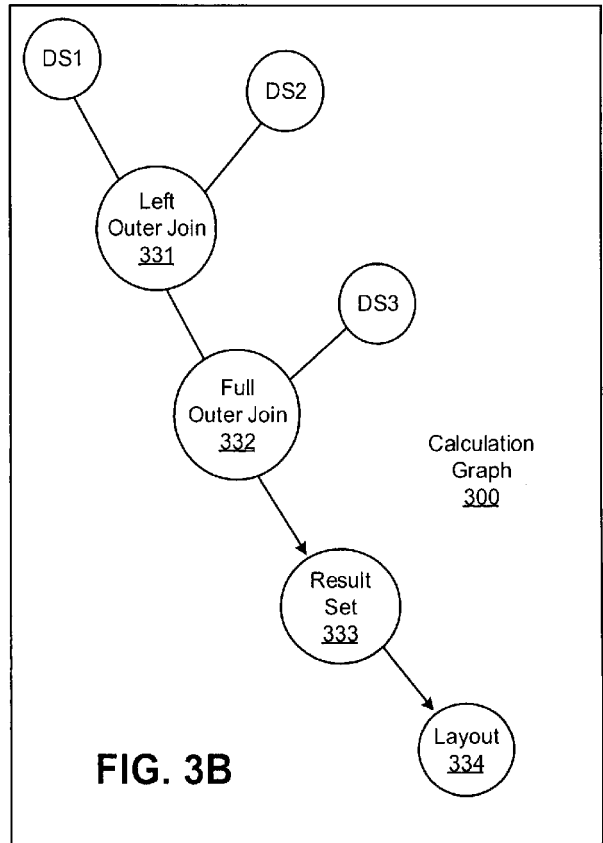 DS1
DS2
Left
Outer Join
331
DS3
Full
Outer Join
332
Calculation
Graph
300
Result
Set
333
Layout
334
FIG. 3B